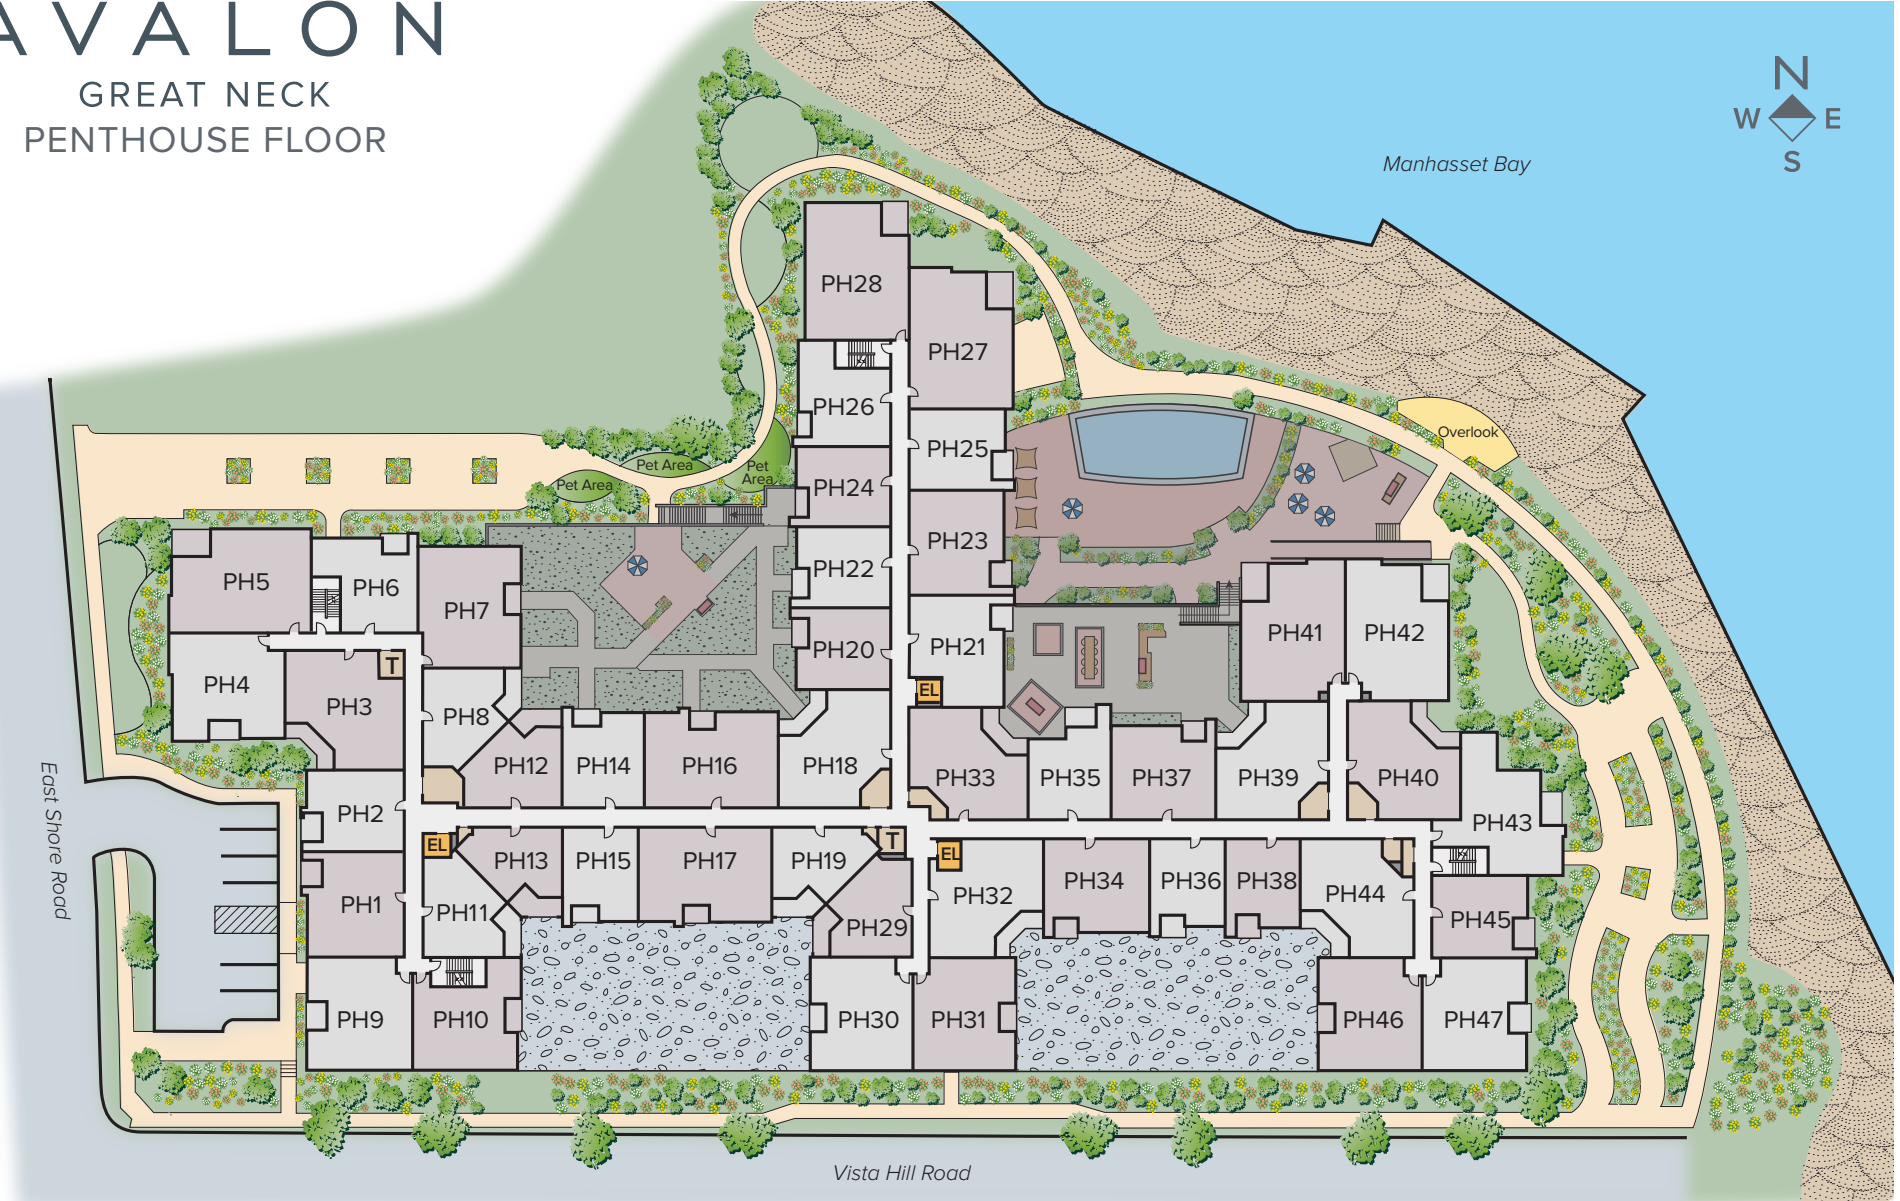 AVALON
GREAT NECK
PENTHOUSE FLOOR
N
W E
S
Manhasset Bay
PH28
PH27
PH26
PH25
Overlook
Pet Area
Pet Area
Pet
Area
PH24
PH23
PH22
PH21
PH20
PH5
PH6
PH7
PH41
PH42
T
PH4
PH3
PH8
EL
PH12
PH14
PH16
PH18
PH33
PH35
PH37
PH39
PH40
PH2
PH43
East Shore Road
EL
PH13
PH15
PH17
PH19
T
EL
PH1
PH11
PH29
PH32
PH34
PH36
PH38
PH44
PH45
PH9
PH10
PH30
PH31
PH46
PH47
Vista Hill Road